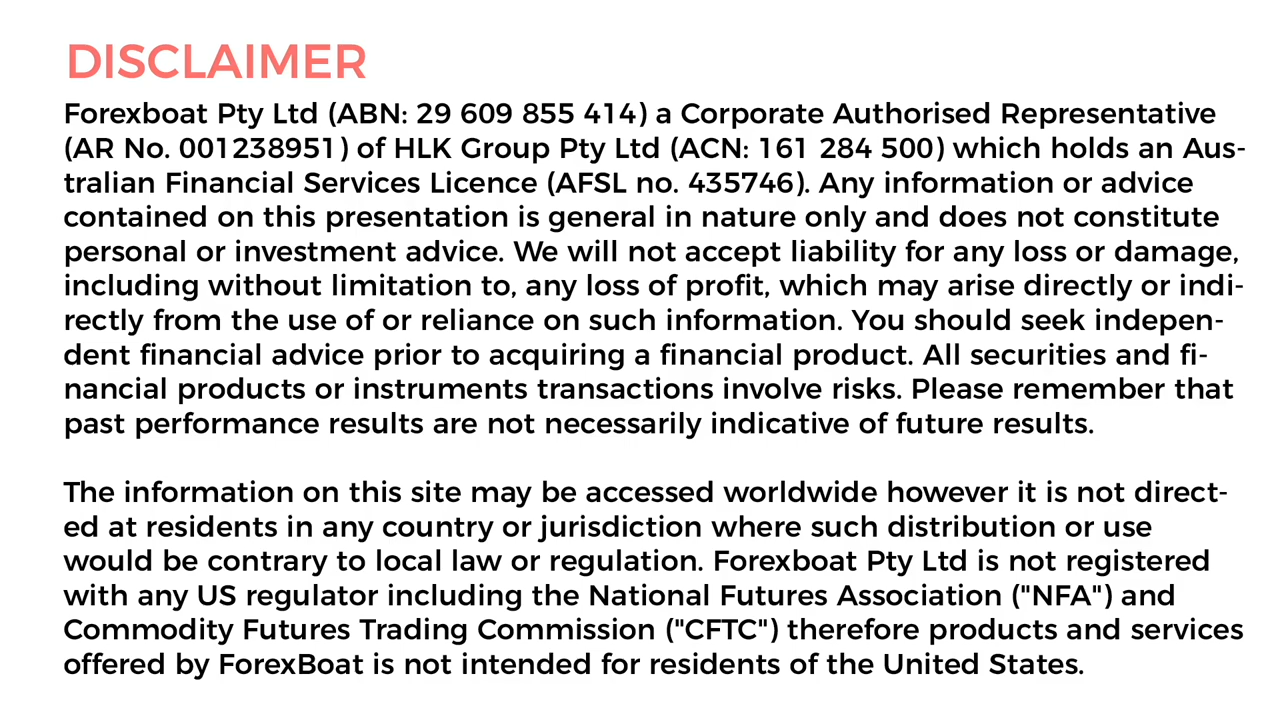 DISCLAIMER
Forexboat Pty Ltd (ABN: 29 609 855 414) a Corporate Authorised Representative
(AR No. 001238951) of HLK Group Pty Ltd (ACN: 161 284 500) which holds an Aus-
tralian Financial Services Licence (AFSL no. 435746). Any information or advice
contained on this presentation is general in nature only and does not constitute
personal or investment advice. We will not accept liability for any loss or damage,
including without limitation to, any loss of profit, which may arise directly or indi-
rectly from the use of or reliance on such information. You should seek indepen-
dent financial advice prior to acquiring a financial product. All securities and fi-
nancial products or instruments transactions involve risks. Please remember that
past performance results are not necessarily indicative of future results.
The information on this site may be accessed worldwide however it is not direct-
ed at residents in any country or jurisdiction where such distribution or use
would be contrary to local law or regulation. Forexboat Pty Ltd is not registered
with any US regulator including the National Futures Association ("NFA") and
Commodity Futures Trading Commission ("CFTC") therefore products and services
offered by ForexBoat is not intended for residents of the United States.